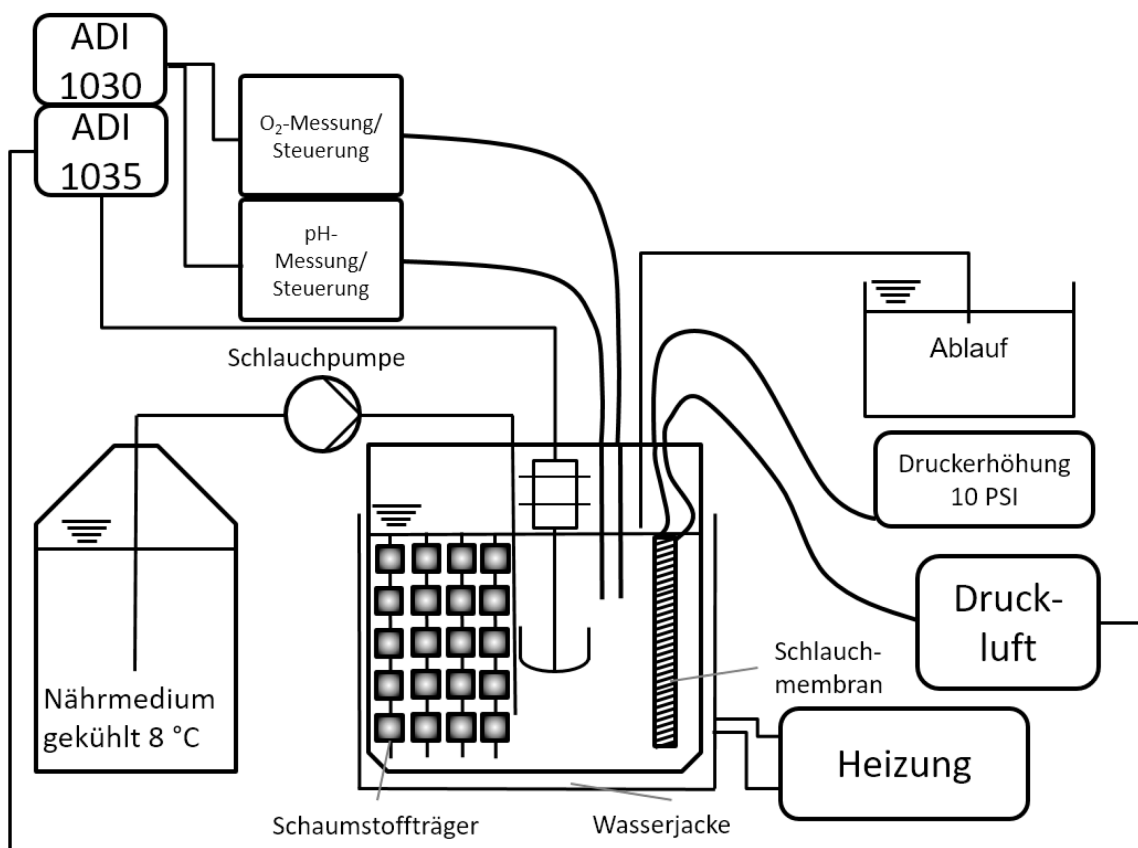 ADI
1030
ADI
1035
O₂-Messung/
Steuerung
pH-
Messung/
Steuerung
Schlauchpumpe
Ablauf
Druckerhöhung
10 PSI
Druck-
luft
Schlauch-
membran
Nährmedium
gekühlt 8 °C
Heizung
Schaumstoffträger
Wasserjacke